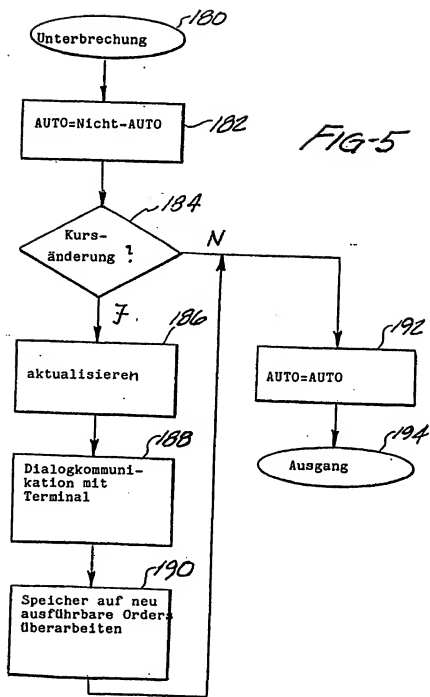 180
Unterbrechung
AUTO=Nicht-AUTO
182
FIG-5
184
Kurs-
änderung ?
N
J.
186
aktualisieren
192
AUTO=AUTO
188
Dialogkommuni-
kation mit
Terminal
194
Ausgang
190
Speicher auf neu
ausführbare Orders
überarbeiten